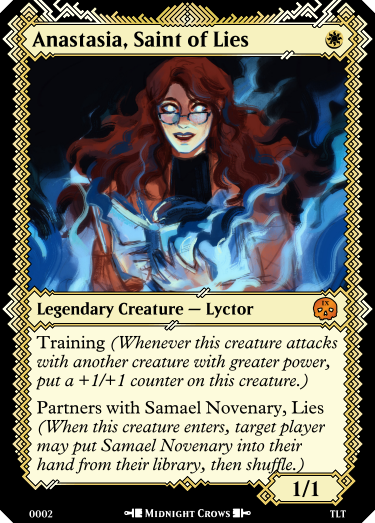 Anastasia, Saint of Lies
Legendary Creature — Lyctor
IX
Training (Whenever this creature attacks
with another creature with greater power,
put a +1/+1 counter on this creature.)
Partners with Samael Novenary, Lies
(When this creature enters, target player
may put Samael Novenary into their
hand from their library, then shuffle.)
1/1
0002
MIDNIGHT CROWS
TLT